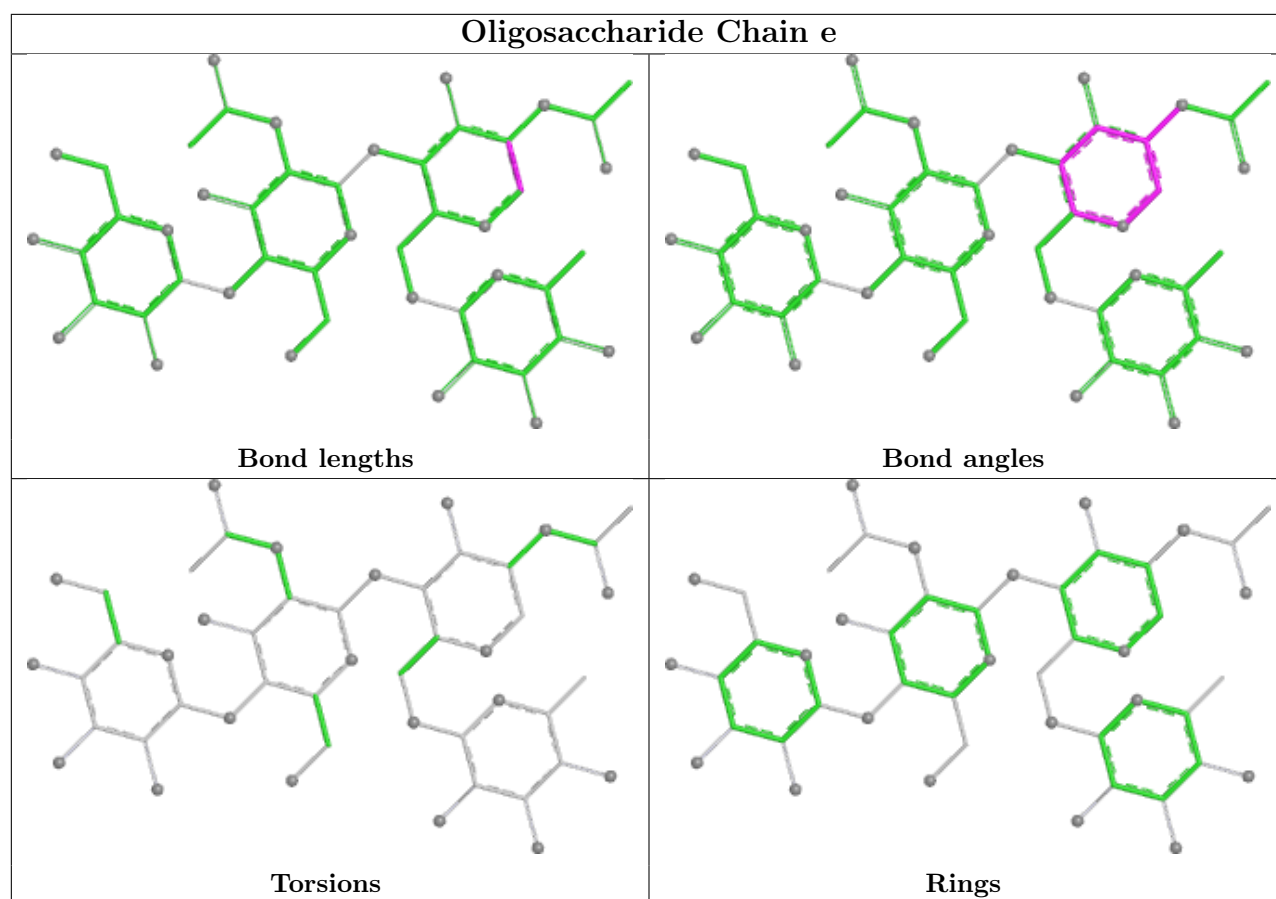 Oligosaccharide Chain e
Bond lengths
Bond angles
Torsions
Rings